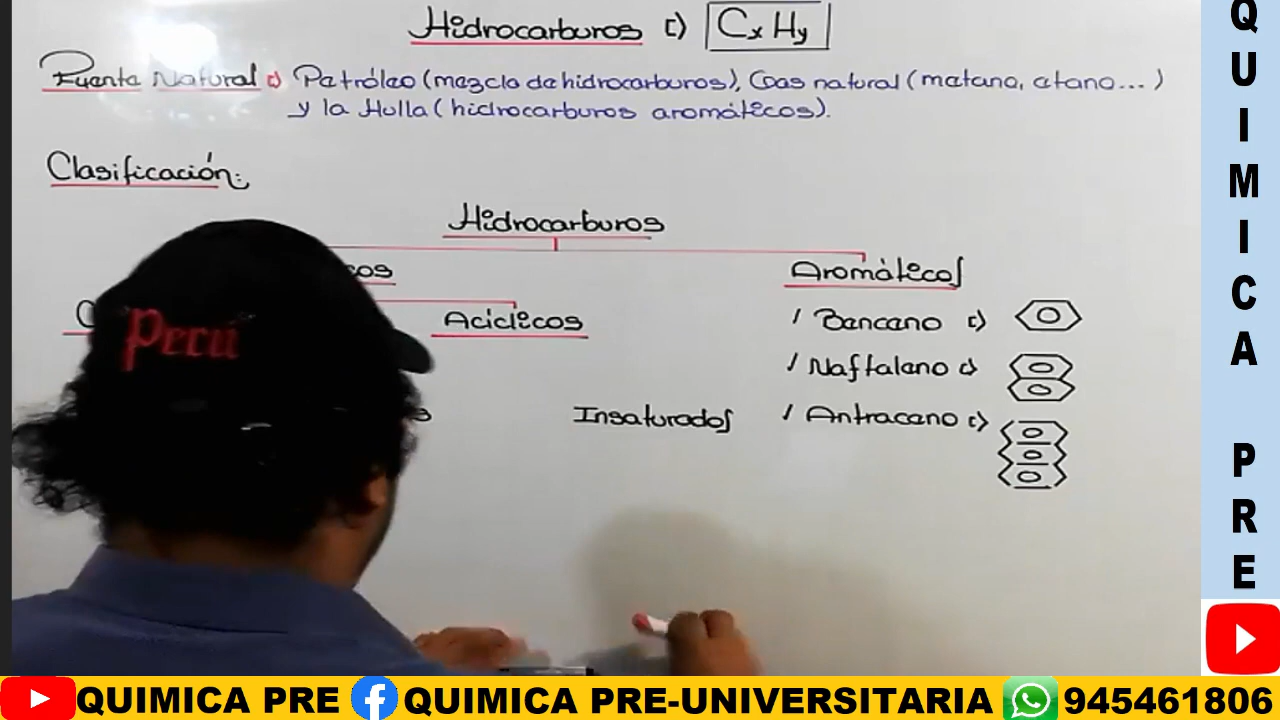 Hidrocarburos CxHy
Fuente Natural Petróleo (mezcla de hidrocarburos), Gas natural (metano, etano...)
y la Hulla (hidrocarburos aromáticos).
Clasificación:
Hidrocarburos
Aromáticos
Acíclicos
/ Benceno
/ Naftaleno
Insaturados
/ Antraceno
Perú
QUIMICA PRE
QUIMICA PRE
QUIMICA PRE-UNIVERSITARIA
945461806